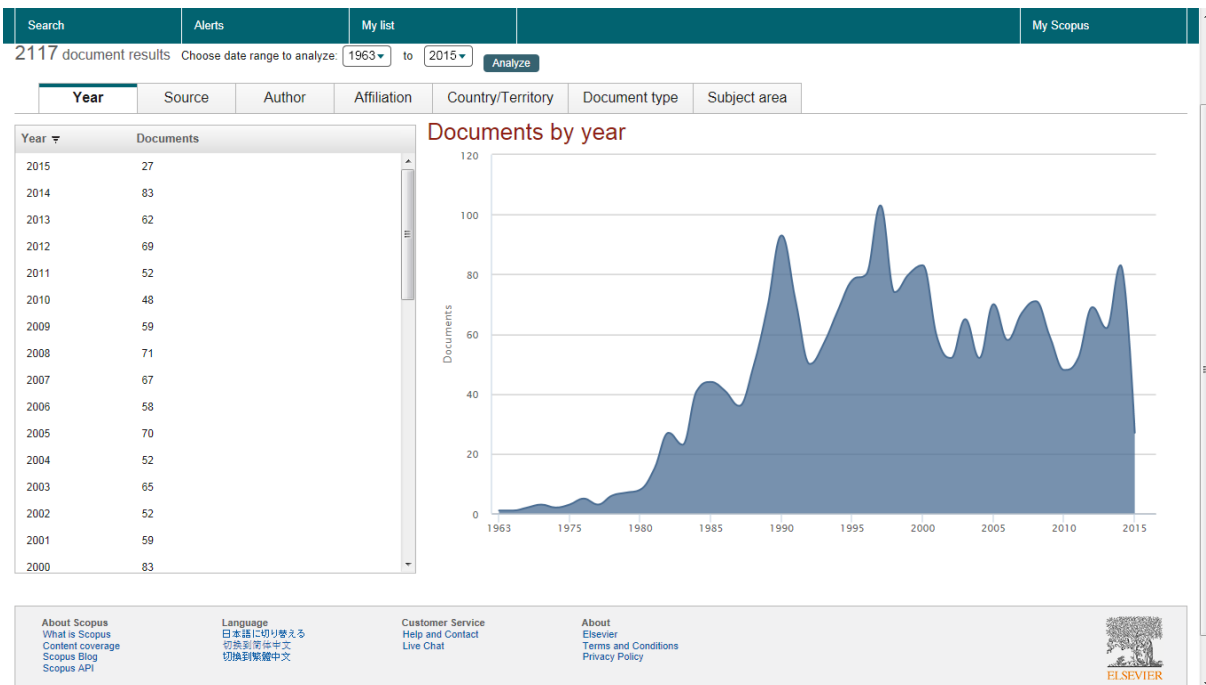 Search Alerts My list My Scopus
2117 document results Choose date range to analyze: 1963 to 2015 Analyze
Year Source Author Affiliation Country/Territory Document type Subject area
Year Documents
2015 27
2014 83
2013 62
2012 69
2011 52
2010 48
2009 59
2008 71
2007 67
2006 58
2005 70
2004 52
2003 65
2002 52
2001 59
2000 83
Documents by year
120
100
80
60
40
20
0
Documents
1963 1975 1980 1985 1990 1995 2000 2005 2010 2015
About Scopus
What is Scopus
Content coverage
Scopus Blog
Scopus API
Language
日本語に切り替える
切换到简体中文
切換到繁體中文
Customer Service
Help and Contact
Live Chat
About
Elsevier
Terms and Conditions
Privacy Policy
ELSEVIER